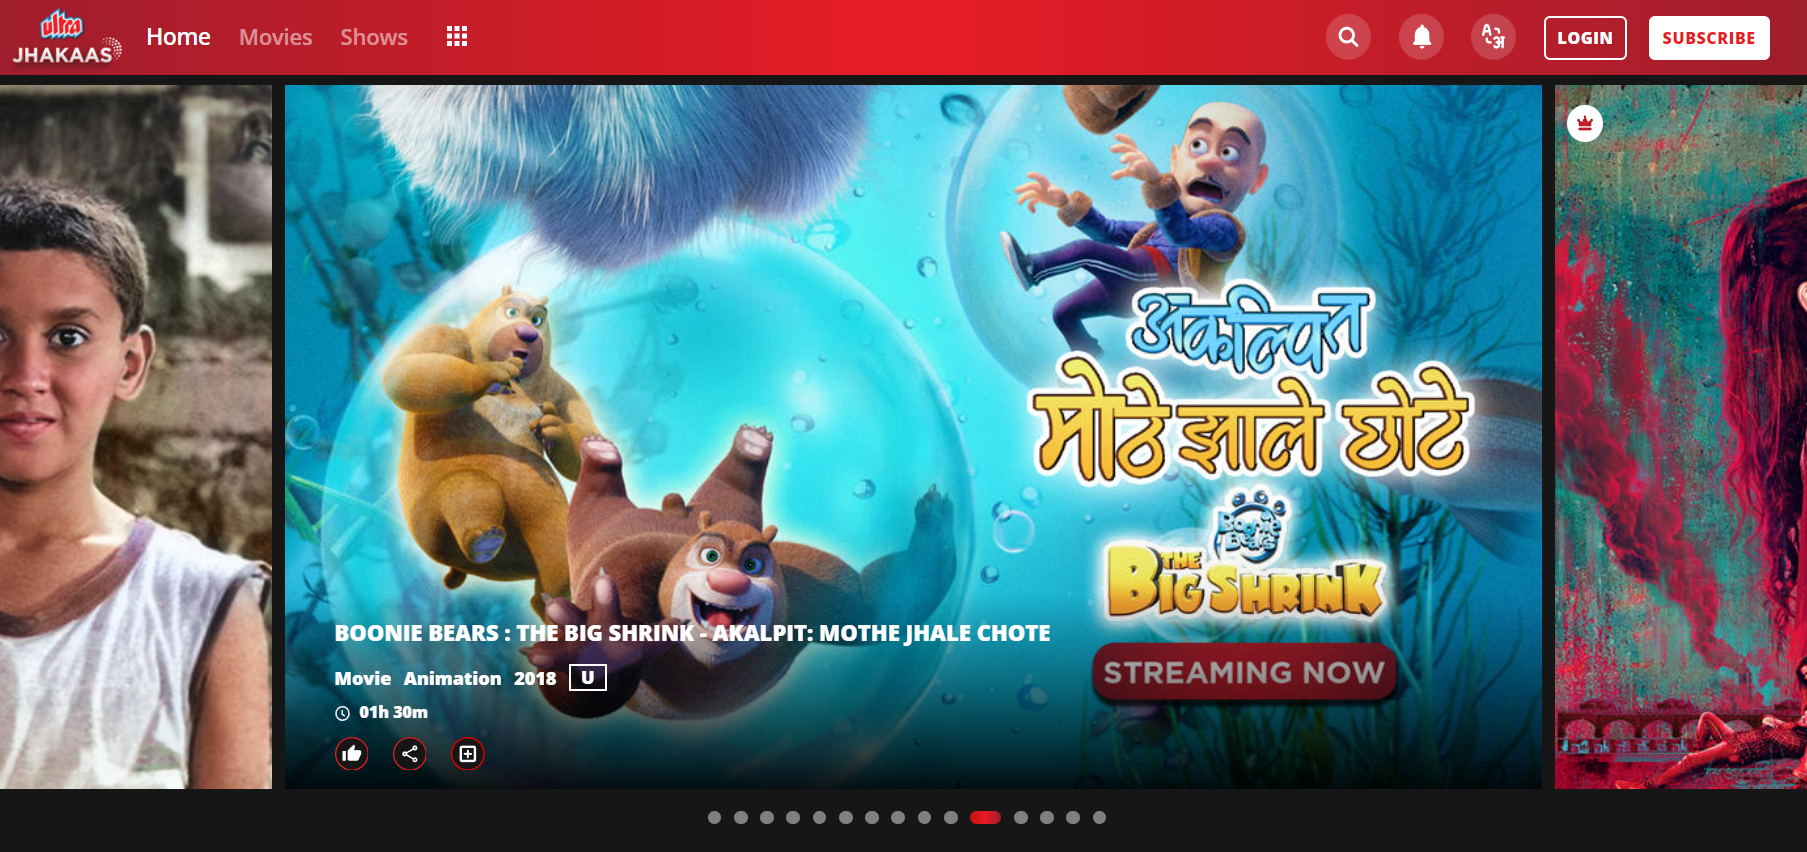 ultra
JHAKAAS
Home Movies Shows
A अ
LOGIN
SUBSCRIBE
अकल्पित
मोठे झाले छोटे
Boonie Bears
THE BIG SHRINK
STREAMING NOW
BOONIE BEARS : THE BIG SHRINK - AKALPIT: MOTHE JHALE CHOTE
Movie Animation 2018 U
01h 30m